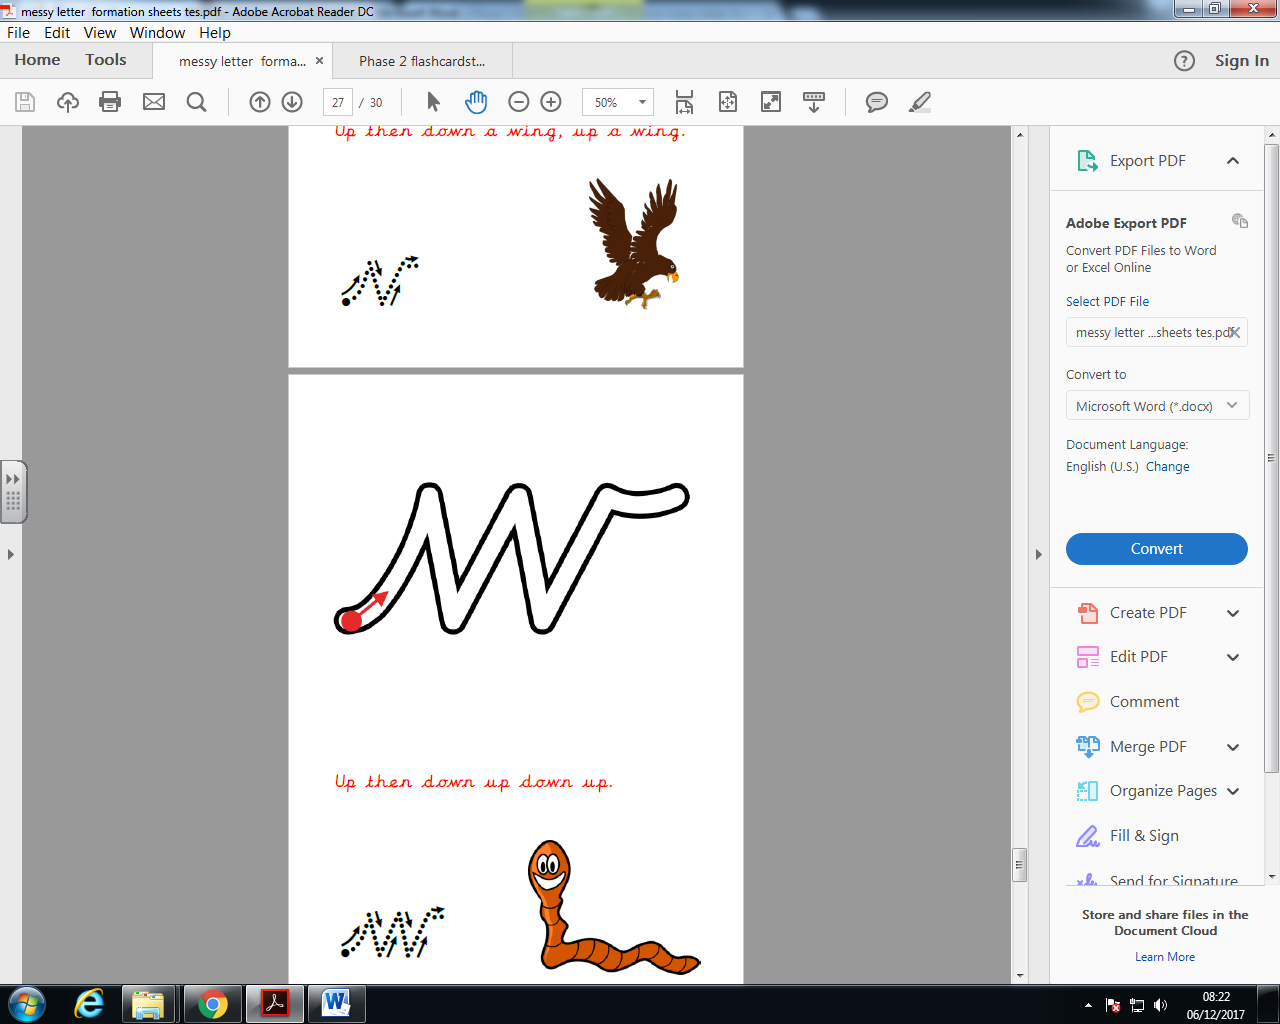 messy letter  formation sheets tes.pdf - Adobe Acrobat Reader DC
File Edit View Window Help
Home Tools messy letter forma... × Phase 2 flashcardst... ? Sign In
27 / 30 50%
Up then down a wing, up a wing.
Up then down up down up.
Export PDF
Adobe Export PDF
Convert PDF Files to Word
or Excel Online
Select PDF File
messy letter ...sheets tes.pdf
Convert to
Microsoft Word (*.docx)
Document Language:
English (U.S.) Change
Convert
Create PDF
Edit PDF
Comment
Merge PDF
Organize Pages
Fill & Sign
Send for Signature
Store and share files in the
Document Cloud
Learn More
08:22
06/12/2017